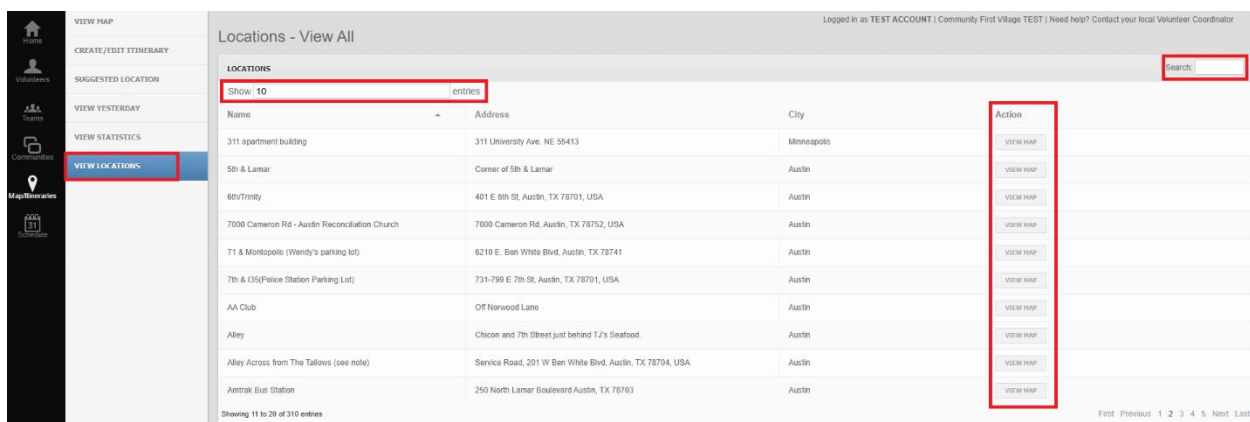 Logged in as TEST ACCOUNT | Community First Village TEST | Need help? Contact your local Volunteer Coordinator
Home
Volunteers
Teams
Communities
Map/Itineraries
31
Schedule
VIEW MAP
CREATE/EDIT ITINERARY
SUGGESTED LOCATION
VIEW YESTERDAY
VIEW STATISTICS
VIEW LOCATIONS
Locations - View All
LOCATIONS
Search:
Show 10 entries
Name Address City Action
311 apartment building 311 University Ave, NE 55413 Minneapolis VIEW MAP
5th & Lamar Corner of 5th & Lamar Austin VIEW MAP
6th/Trinity 401 E 6th St, Austin, TX 78701, USA Austin VIEW MAP
7000 Cameron Rd - Austin Reconciliation Church 7000 Cameron Rd, Austin, TX 78752, USA Austin VIEW MAP
71 & Montopolis (Wendy's parking lot) 6210 E. Ben White Blvd, Austin, TX 78741 Austin VIEW MAP
7th & I35(Police Station Parking Lot) 731-799 E 7th St, Austin, TX 78701, USA Austin VIEW MAP
AA Club Off Norwood Lane Austin VIEW MAP
Alley Chicon and 7th Street just behind TJ's Seafood. Austin VIEW MAP
Alley Across from The Tallows (see note) Service Road, 201 W Ben White Blvd, Austin, TX 78704, USA Austin VIEW MAP
Amtrak Bus Station 250 North Lamar Boulevard Austin, TX 78703 Austin VIEW MAP
Showing 11 to 20 of 310 entries
First Previous 1 2 3 4 5 Next Last